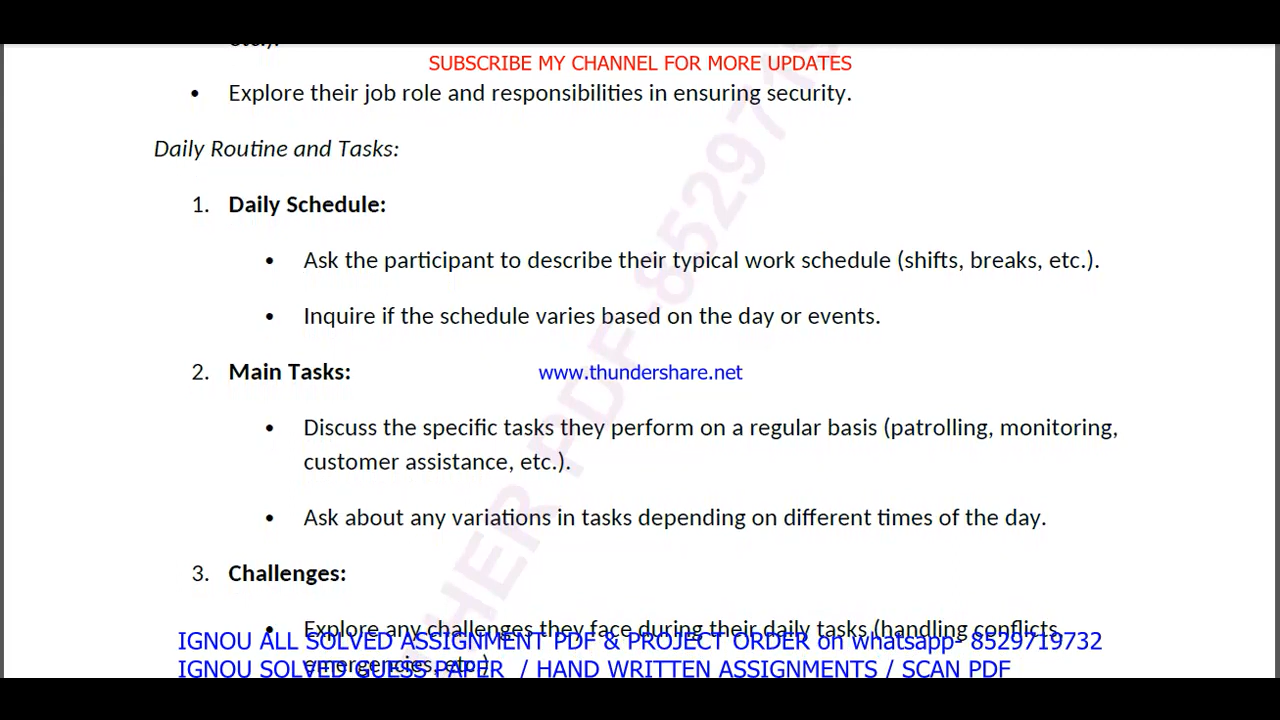 SUBSCRIBE MY CHANNEL FOR MORE UPDATES
• Explore their job role and responsibilities in ensuring security.
Daily Routine and Tasks:
1. Daily Schedule:
• Ask the participant to describe their typical work schedule (shifts, breaks, etc.).
• Inquire if the schedule varies based on the day or events.
2. Main Tasks:
www.thundershare.net
• Discuss the specific tasks they perform on a regular basis (patrolling, monitoring,
customer assistance, etc.).
• Ask about any variations in tasks depending on different times of the day.
3. Challenges:
• Explore any challenges they face during their daily tasks (handling conflicts,
IGNOU ALL SOLVED ASSIGNMENT PDF & PROJECT ORDER on whatsapp- 8529719732
emergencies, etc.).
IGNOU SOLVED GUESS PAPER / HAND WRITTEN ASSIGNMENTS / SCAN PDF
HER PDF-8529719